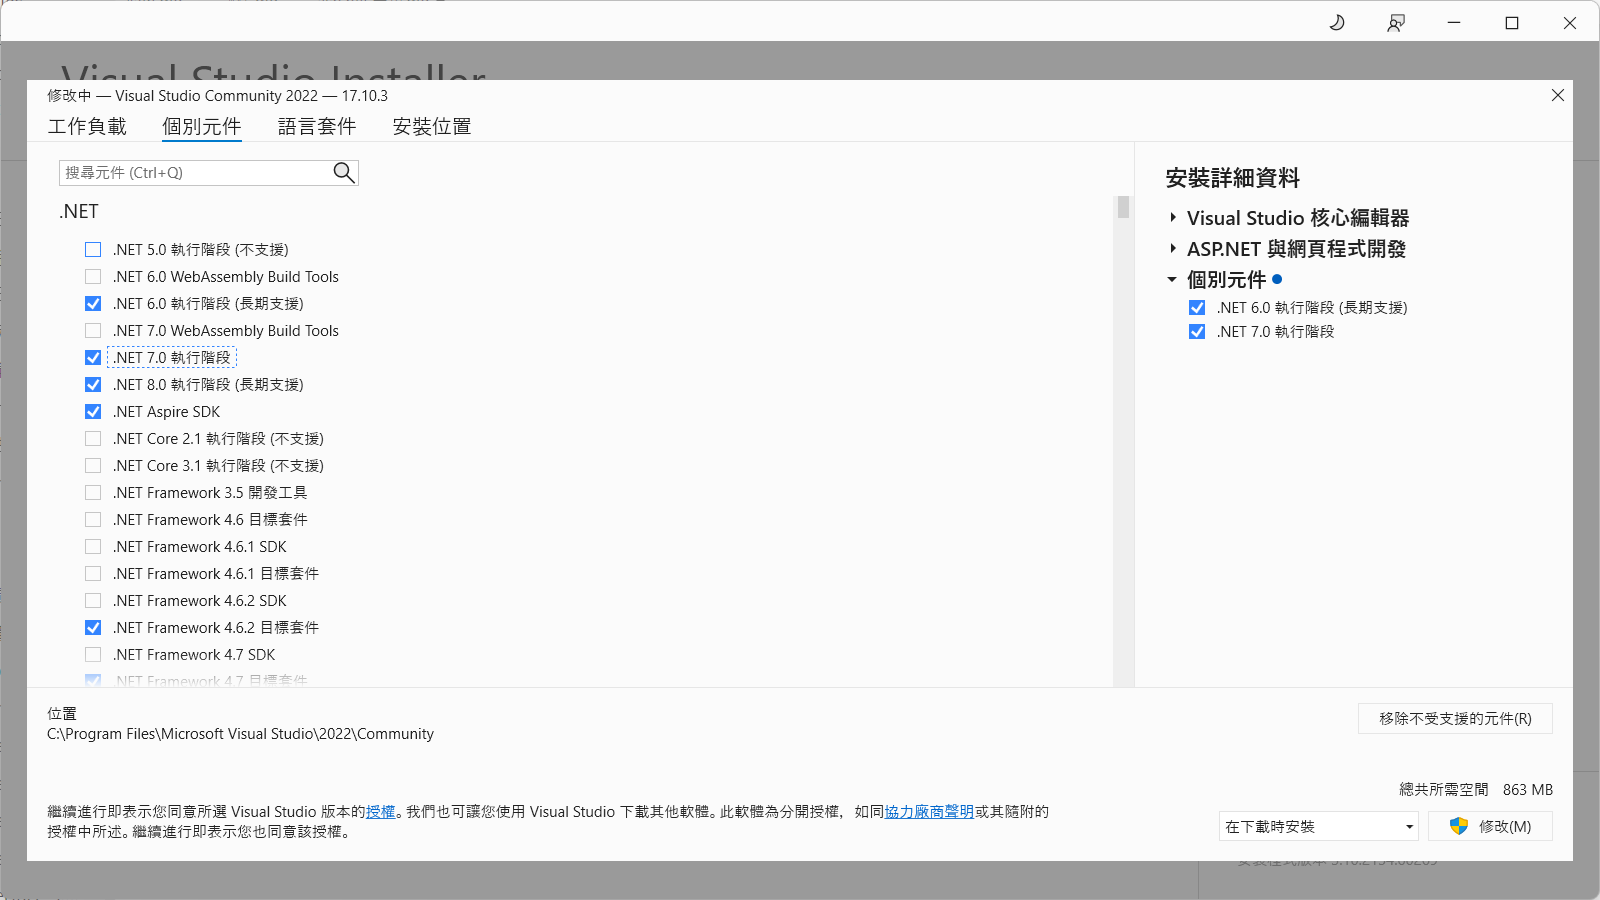 Visual Studio Installer
修改中 — Visual Studio Community 2022 — 17.10.3
工作負載 個別元件 語言套件 安裝位置
搜尋元件 (Ctrl+Q)
.NET
.NET 5.0 執行階段 (不支援)
.NET 6.0 WebAssembly Build Tools
.NET 6.0 執行階段 (長期支援)
.NET 7.0 WebAssembly Build Tools
.NET 7.0 執行階段
.NET 8.0 執行階段 (長期支援)
.NET Aspire SDK
.NET Core 2.1 執行階段 (不支援)
.NET Core 3.1 執行階段 (不支援)
.NET Framework 3.5 開發工具
.NET Framework 4.6 目標套件
.NET Framework 4.6.1 SDK
.NET Framework 4.6.1 目標套件
.NET Framework 4.6.2 SDK
.NET Framework 4.6.2 目標套件
.NET Framework 4.7 SDK
.NET Framework 4.7 目標套件
安裝詳細資料
Visual Studio 核心編輯器
ASP.NET 與網頁程式開發
個別元件
.NET 6.0 執行階段 (長期支援)
.NET 7.0 執行階段
位置
C:\Program Files\Microsoft Visual Studio\2022\Community
移除不受支援的元件(R)
總共所需空間 863 MB
繼續進行即表示您同意所選 Visual Studio 版本的授權。我們也可讓您使用 Visual Studio 下載其他軟體。此軟體為分開授權，如同協力廠商聲明或其隨附的
授權中所述。繼續進行即表示您也同意該授權。
在下載時安裝
修改(M)